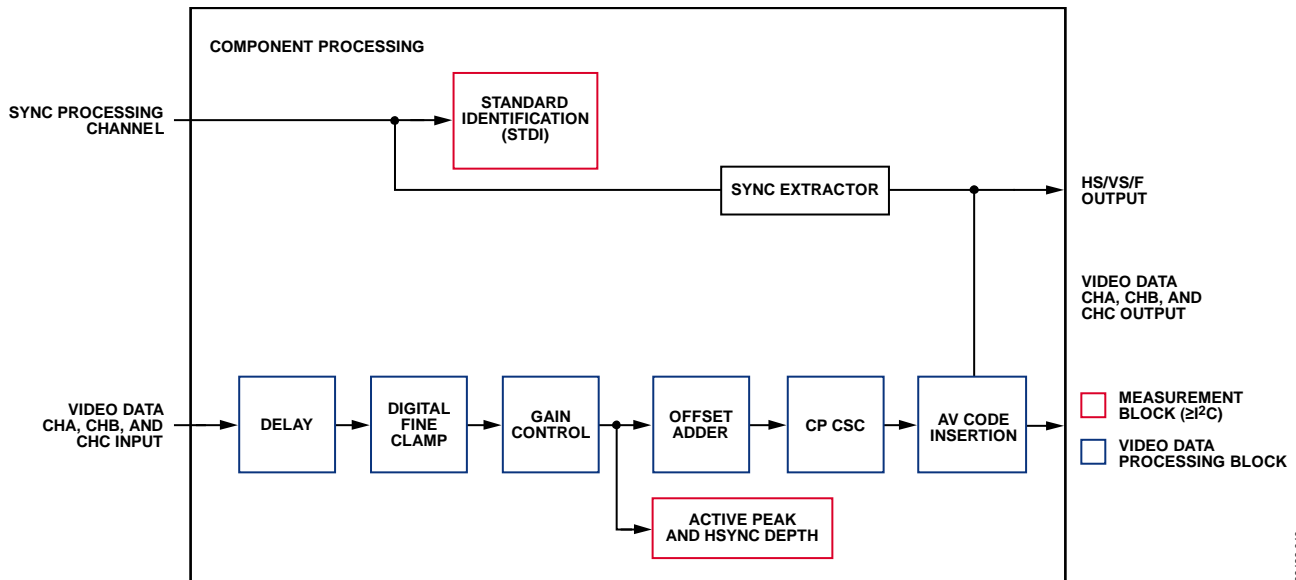 COMPONENT PROCESSING
SYNC PROCESSING
CHANNEL
STANDARD
IDENTIFICATION
(STDI)
SYNC EXTRACTOR
HS/VS/F
OUTPUT
VIDEO DATA
CHA, CHB, AND
CHC OUTPUT
VIDEO DATA
CHA, CHB, AND
CHC INPUT
DELAY
DIGITAL
FINE
CLAMP
GAIN
CONTROL
OFFSET
ADDER
CP CSC
AV CODE
INSERTION
MEASUREMENT
BLOCK (≥I²C)
VIDEO DATA
PROCESSING BLOCK
ACTIVE PEAK
AND HSYNC DEPTH